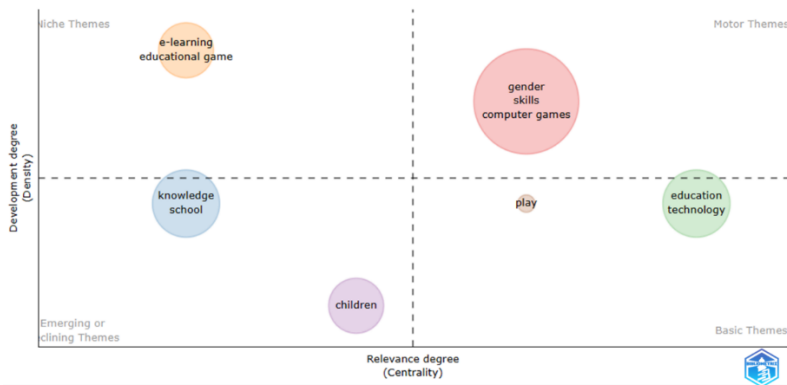 Niche Themes
Motor Themes
e-learning
educational game
gender
skills
computer games
Development degree
(Density)
knowledge
school
play
education
technology
children
Emerging or
clining Themes
Basic Themes
Relevance degree
(Centrality)